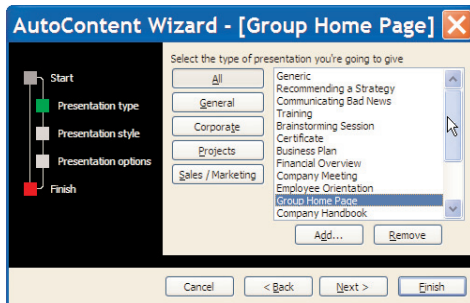 AutoContent Wizard - [Group Home Page]
Start
Presentation type
Presentation style
Presentation options
Finish
Select the type of presentation you're going to give
All
General
Corporate
Projects
Sales / Marketing
Generic
Recommending a Strategy
Communicating Bad News
Training
Brainstorming Session
Certificate
Business Plan
Financial Overview
Company Meeting
Employee Orientation
Group Home Page
Company Handbook
Add...
Remove
Cancel
< Back
Next >
Finish